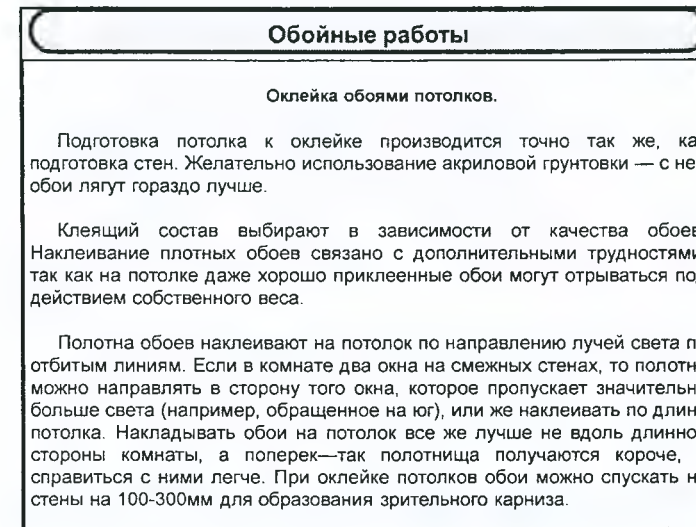 Обойные работы
Оклейка обоями потолков.
Подготовка потолка к оклейке производится точно так же, ка
подготовка стен. Желательно использование акриловой грунтовки — с не
обои лягут гораздо лучше.
Клеящий состав выбирают в зависимости от качества обоев
Наклеивание плотных обоев связано с дополнительными трудностями
так как на потолке даже хорошо приклеенные обои могут отрываться по
действием собственного веса.
Полотна обоев наклеивают на потолок по направлению лучей света п
отбитым линиям. Если в комнате два окна на смежных стенах, то полотн
можно направлять в сторону того окна, которое пропускает значительн
больше света (например, обращенное на юг), или же наклеивать по длин
потолка. Накладывать обои на потолок все же лучше не вдоль длинно
стороны комнаты, а поперек—так полотнища получаются короче,
справиться с ними легче. При оклейке потолков обои можно спускать н
стены на 100-300мм для образования зрительного карниза.